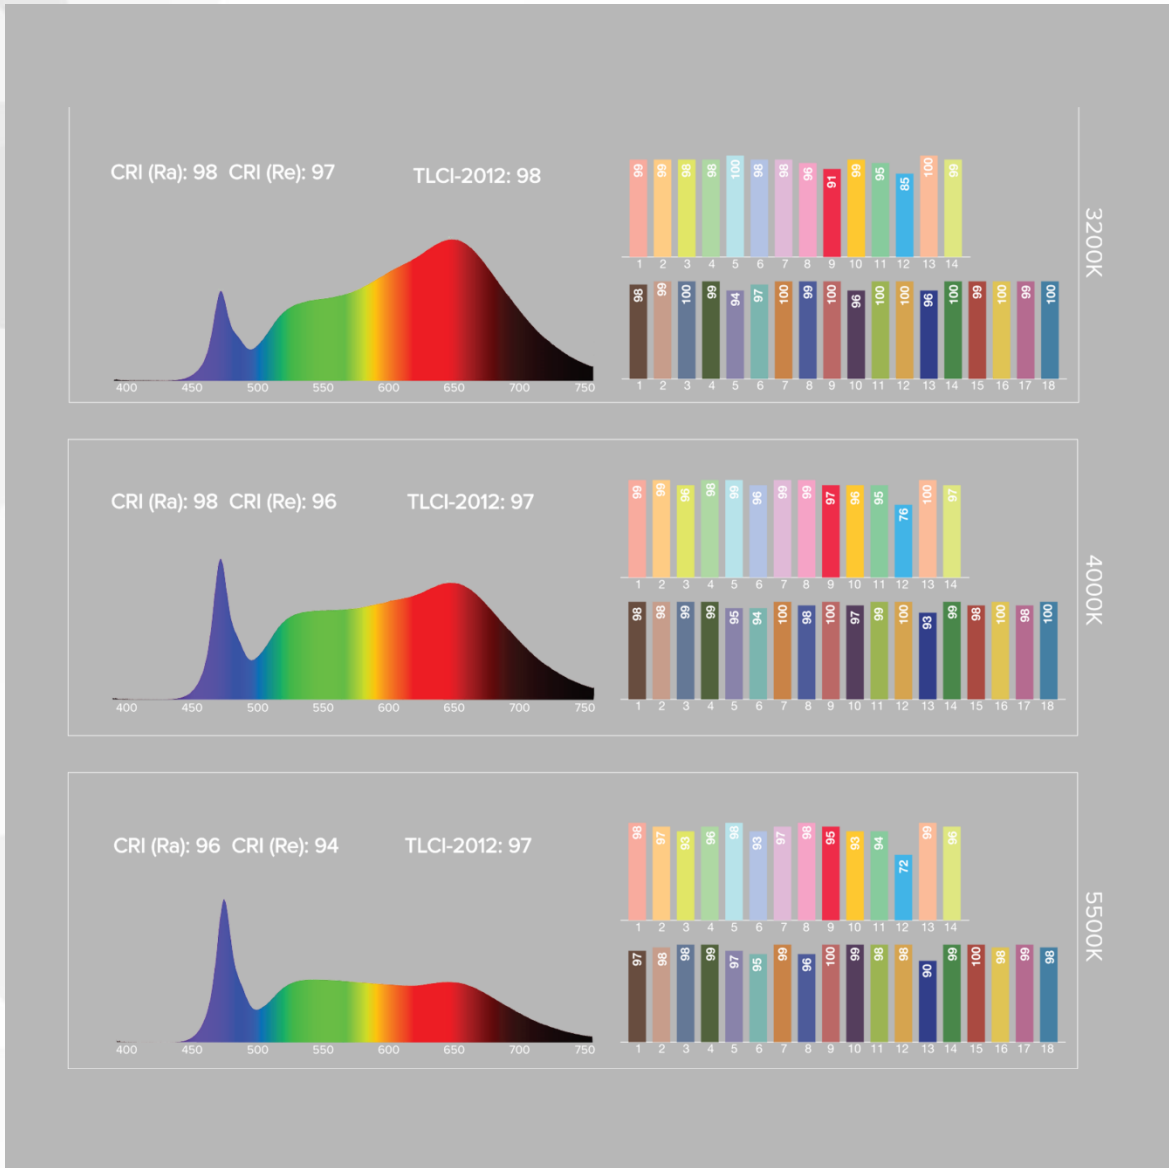 CRI (Ra): 98 CRI (Re): 97 TLCI-2012: 98
400 450 500 550 600 650 700 750
99 99 98 98 100 98 98 96 91 99 95 85 100 99
1 2 3 4 5 6 7 8 9 10 11 12 13 14
98 99 100 99 94 97 100 99 100 96 100 100 96 100 99 100 99 100
1 2 3 4 5 6 7 8 9 10 11 12 13 14 15 16 17 18
3200K
CRI (Ra): 98 CRI (Re): 96 TLCI-2012: 97
400 450 500 550 600 650 700 750
99 99 96 98 99 96 99 99 97 96 95 76 100 97
1 2 3 4 5 6 7 8 9 10 11 12 13 14
98 98 99 99 95 94 100 98 100 97 99 100 93 99 98 100 98 100
1 2 3 4 5 6 7 8 9 10 11 12 13 14 15 16 17 18
4000K
CRI (Ra): 96 CRI (Re): 94 TLCI-2012: 97
400 450 500 550 600 650 700 750
98 97 93 96 98 93 97 98 95 93 94 72 99 96
1 2 3 4 5 6 7 8 9 10 11 12 13 14
97 98 98 99 97 95 99 96 100 99 98 98 90 99 100 98 99 98
1 2 3 4 5 6 7 8 9 10 11 12 13 14 15 16 17 18
5500K